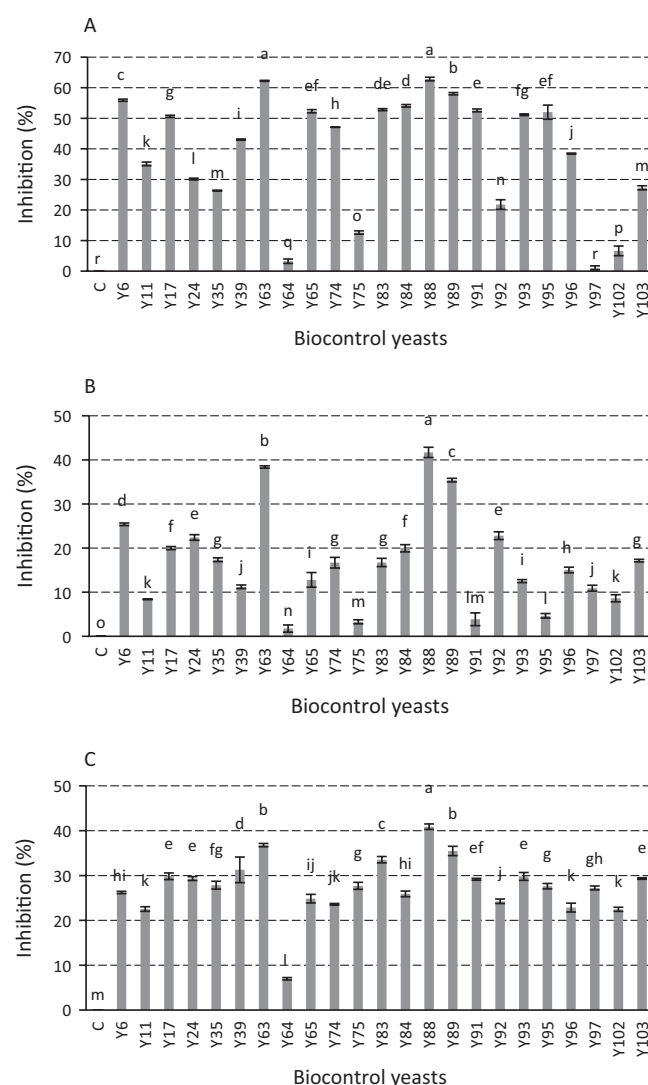 A
Inhibition (%)
70
60
50
40
30
20
10
0
r c k g l m i a q ef h o de d a b e n fg ef j r p m
C Y6 Y11 Y17 Y24 Y35 Y39 Y63 Y64 Y65 Y74 Y75 Y83 Y84 Y88 Y89 Y91 Y92 Y93 Y95 Y96 Y97 Y102 Y103
Biocontrol yeasts
B
Inhibition (%)
50
40
30
20
10
0
o d k f e g j b n i g m g f a c lm e i l h j k g
C Y6 Y11 Y17 Y24 Y35 Y39 Y63 Y64 Y65 Y74 Y75 Y83 Y84 Y88 Y89 Y91 Y92 Y93 Y95 Y96 Y97 Y102 Y103
Biocontrol yeasts
C
Inhibition (%)
50
40
30
20
10
0
m hi k e e fg d b l ij jk g c hi a b ef j e g k gh k e
C Y6 Y11 Y17 Y24 Y35 Y39 Y63 Y64 Y65 Y74 Y75 Y83 Y84 Y88 Y89 Y91 Y92 Y93 Y95 Y96 Y97 Y102 Y103
Biocontrol yeasts